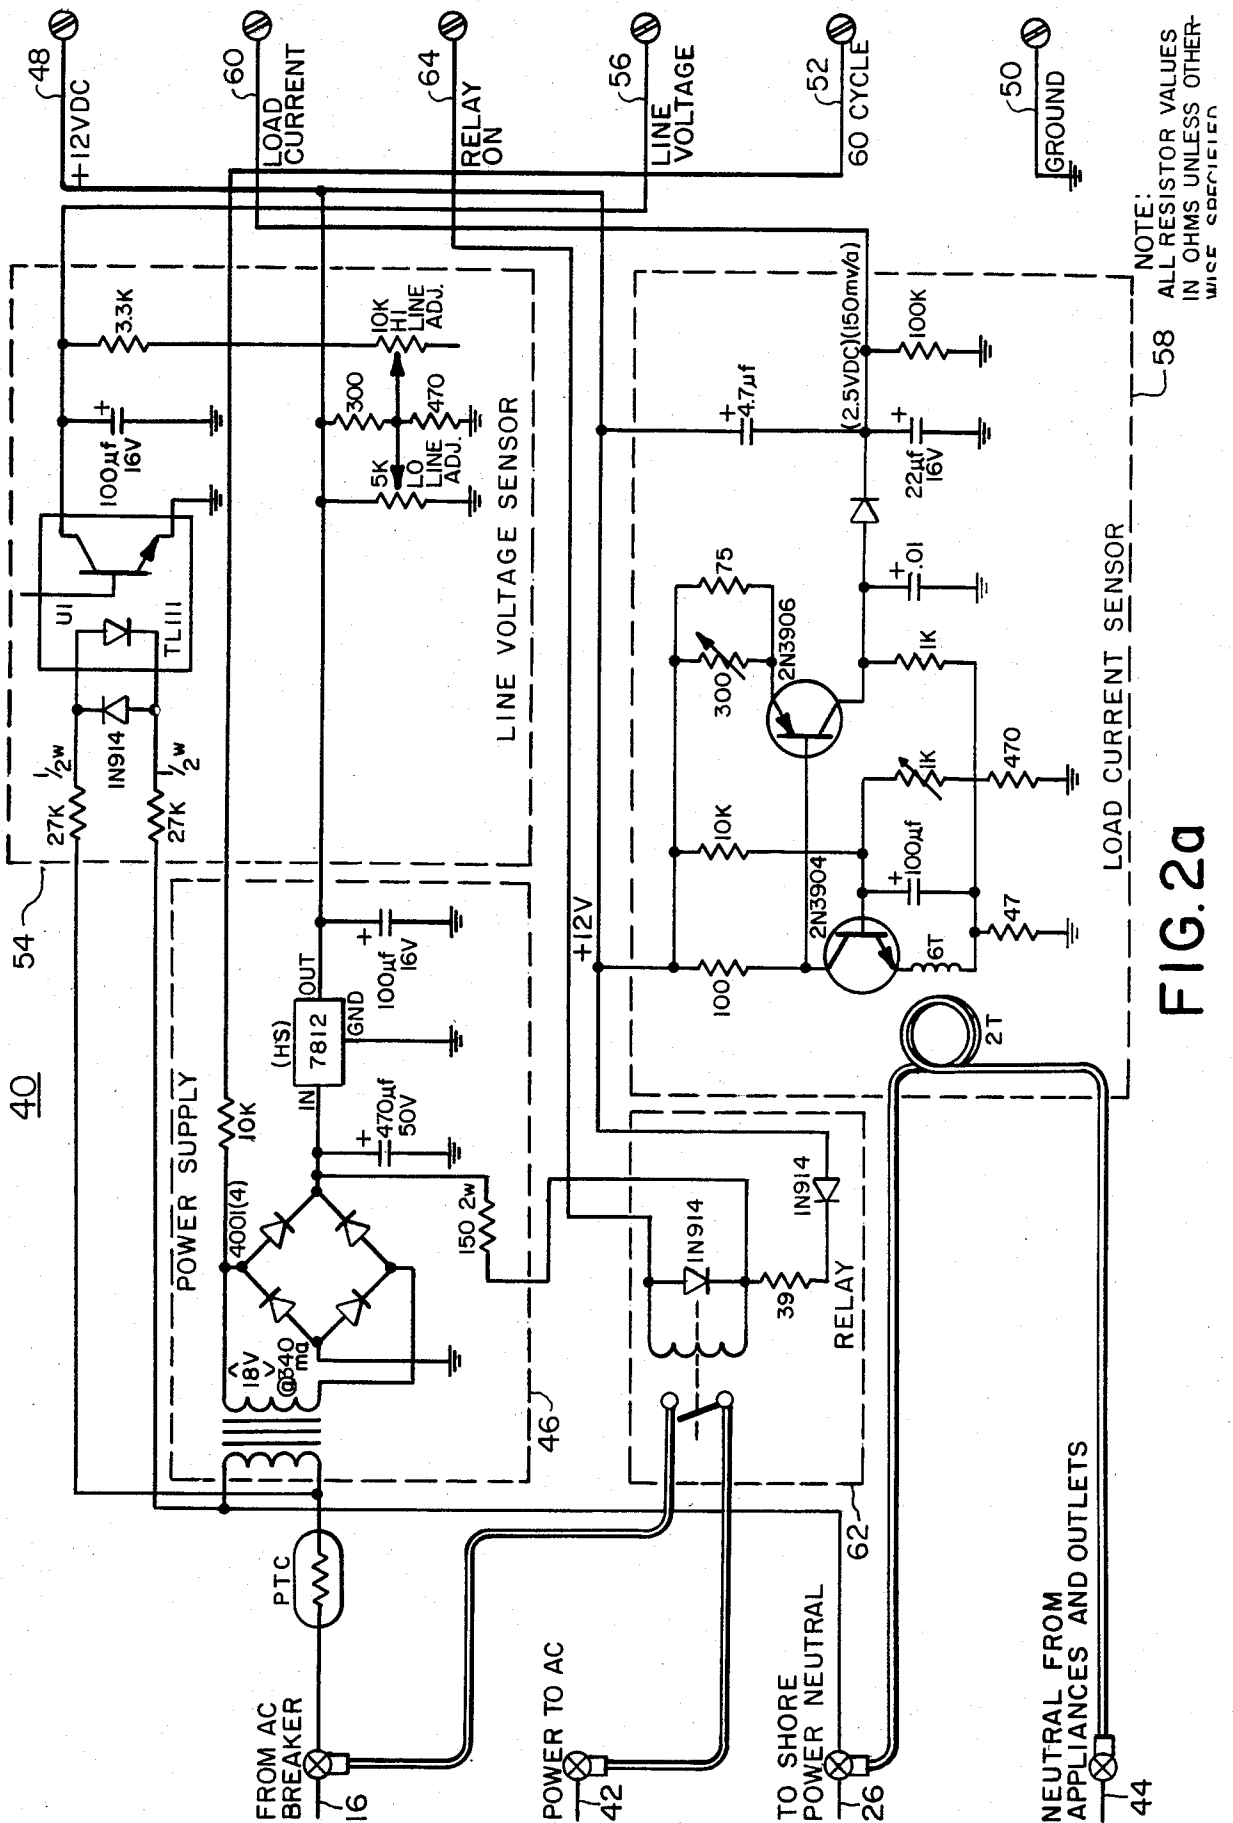 40
54
POWER SUPPLY
46
FROM AC
BREAKER
16
PTC
<18V>
@340
ma
4001(4)
10K
150 2w
470µf
50V
+
(HS)
7812
IN
OUT
GND
100µf
16V
+
27K
1/2w
27K
1/2w
1N914
U1
TL111
100µf
16V
+
3.3K
5K
LO
LINE
ADJ.
300
470
10K
HI
LINE
ADJ.
LINE VOLTAGE SENSOR
+12VDC
48
LOAD
CURRENT
60
RELAY
ON
64
LINE
VOLTAGE
56
60 CYCLE
52
GROUND
50
POWER TO AC
42
TO SHORE
POWER NEUTRAL
26
NEUTRAL FROM
APPLIANCES AND OUTLETS
44
62
RELAY
1N914
39
1N914
+12V
100
10K
2N3904
6T
2T
47
100µf
+
1K
470
300
75
2N3906
1K
.01
+
4.7µf
+
22µf
16V
+
(2.5VDC)(150mv/a)
100K
LOAD CURRENT SENSOR
58
NOTE:
ALL RESISTOR VALUES
IN OHMS UNLESS OTHER-
WISE SPECIFIED
FIG. 2a